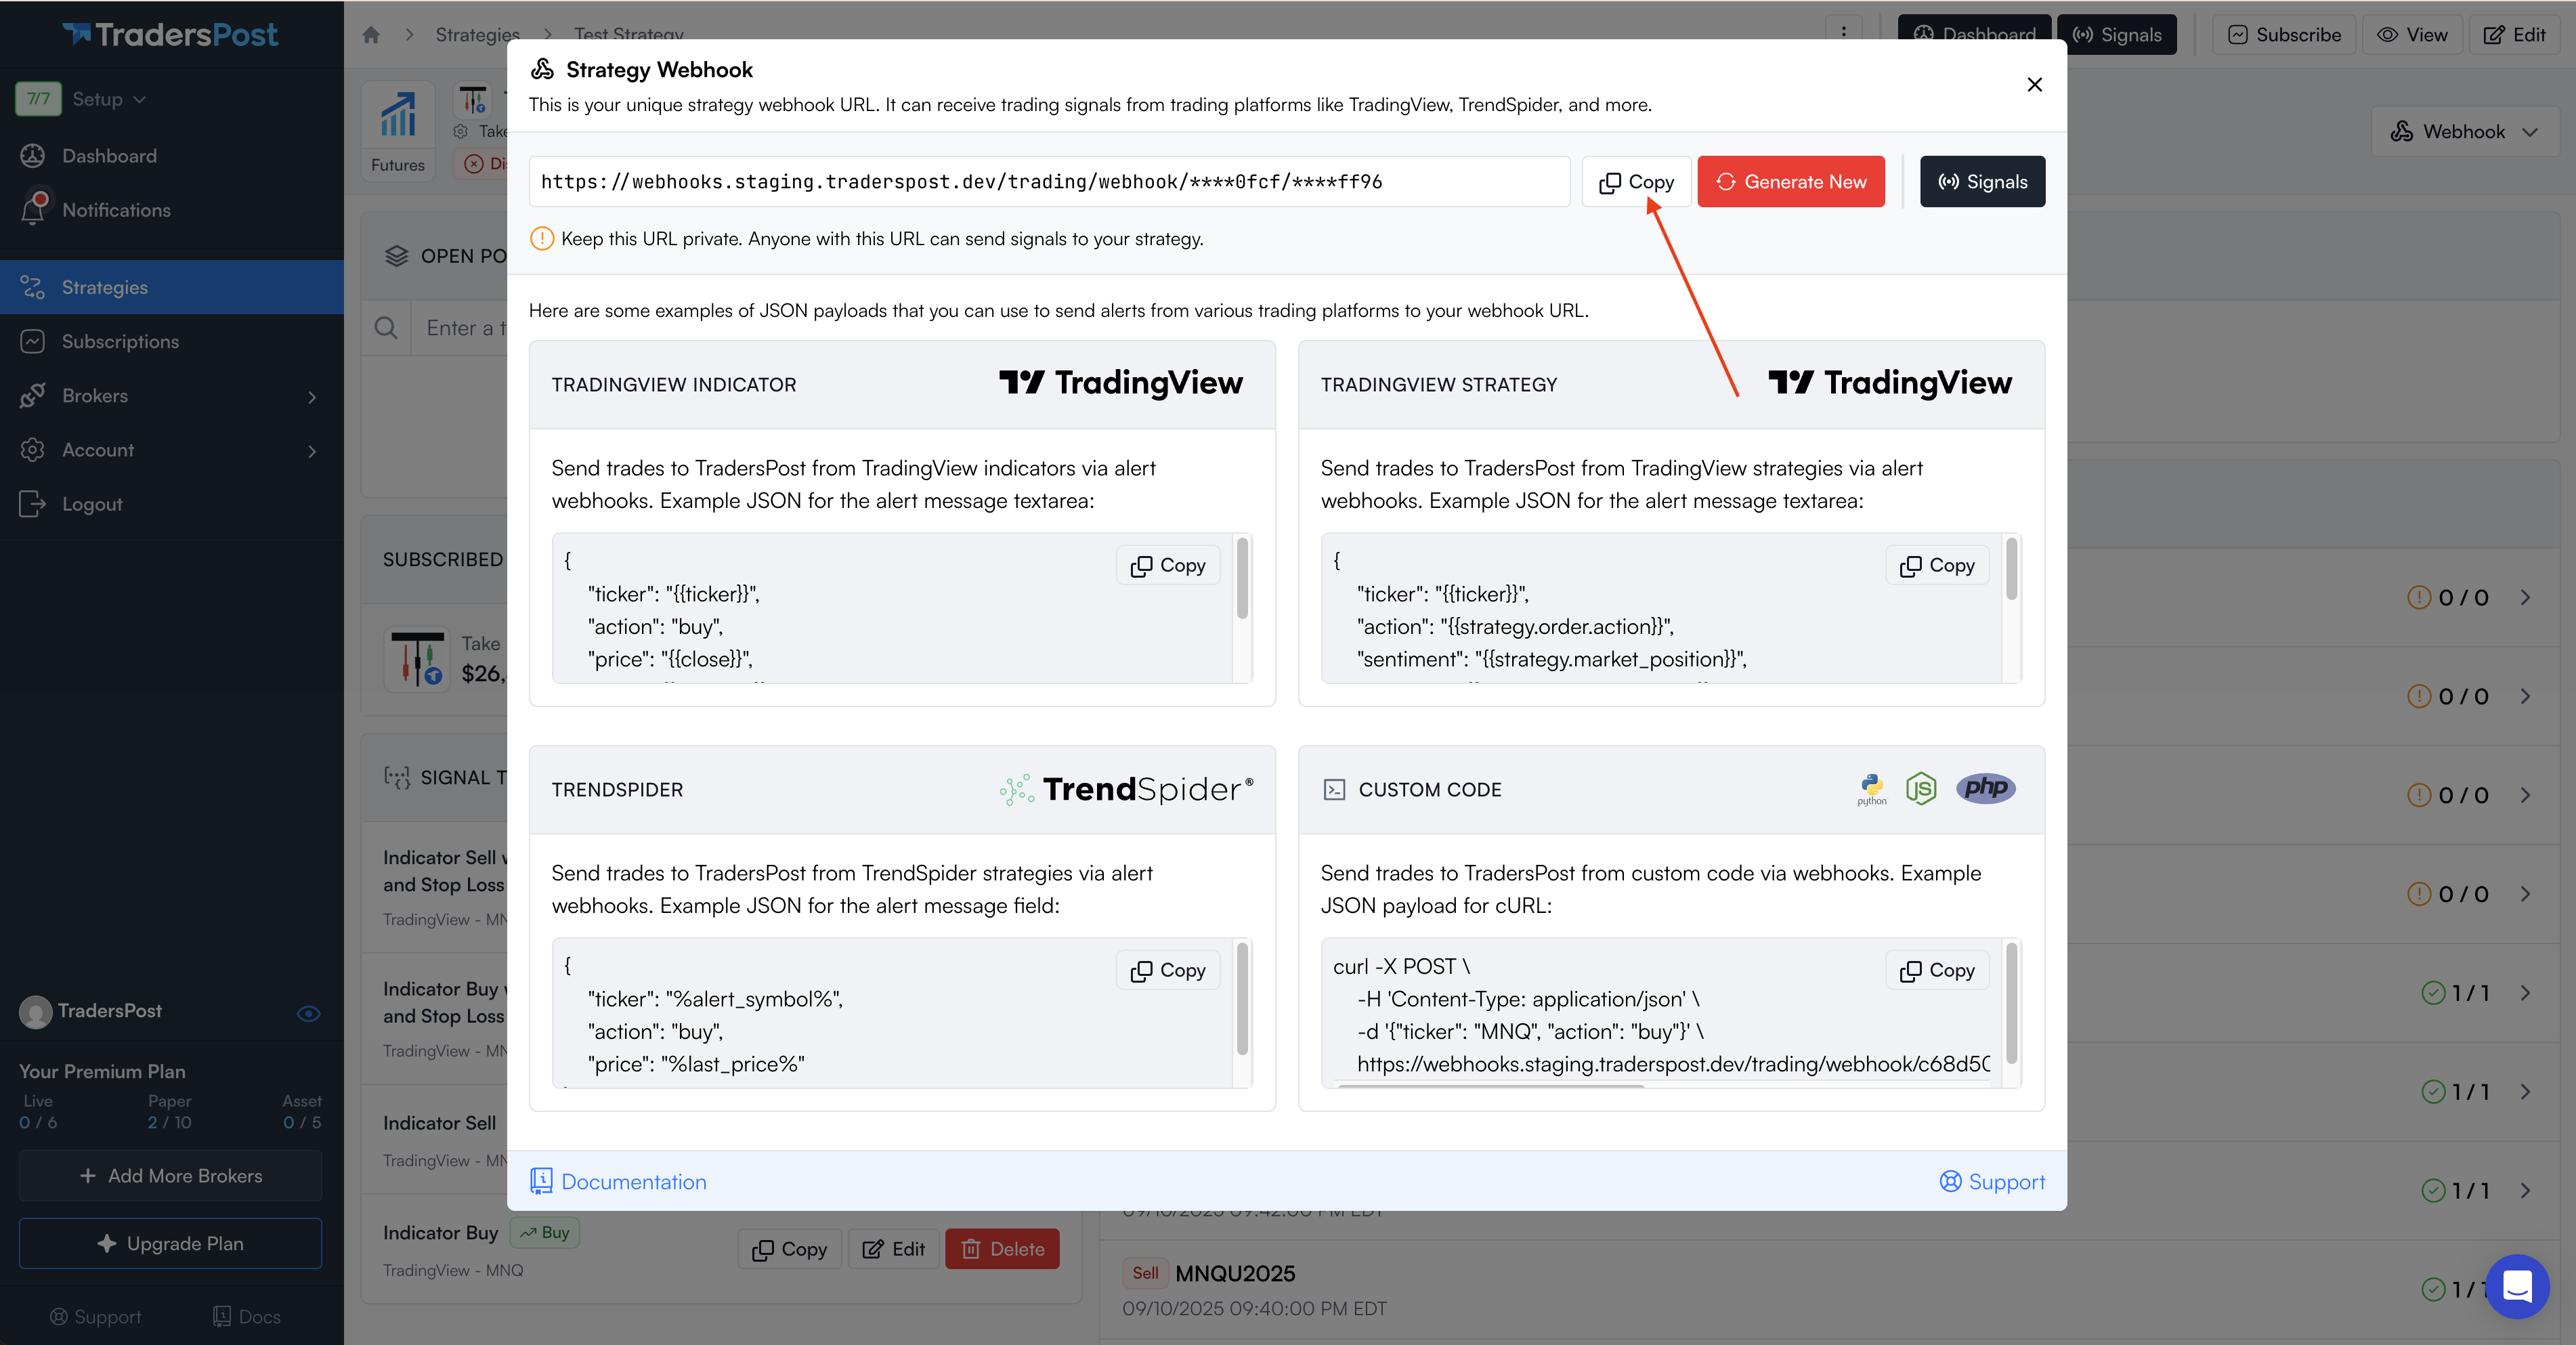 TradersPost
7/7 Setup
Dashboard
Notifications
Strategies
Subscriptions
Brokers
Account
Logout
TradersPost
Your Premium Plan
Live Paper Asset
0 / 6 2 / 10 0 / 5
Add More Brokers
Upgrade Plan
Support Docs
Strategies > Test Strategy
Dashboard Signals Subscribe View Edit
Futures
Take
Webhook
OPEN PO
Enter a t
SUBSCRIBED
Take
$26,
SIGNAL T
Indicator Sell
and Stop Loss
TradingView - MN
Indicator Buy
and Stop Loss
TradingView - MN
Indicator Sell
TradingView - MN
Indicator Buy Buy
TradingView - MNQ
Copy Edit Delete
Strategy Webhook
This is your unique strategy webhook URL. It can receive trading signals from trading platforms like TradingView, TrendSpider, and more.
https://webhooks.staging.traderspost.dev/trading/webhook/****0fcf/****ff96
Copy Generate New Signals
Keep this URL private. Anyone with this URL can send signals to your strategy.
Here are some examples of JSON payloads that you can use to send alerts from various trading platforms to your webhook URL.
TRADINGVIEW INDICATOR TradingView
Send trades to TradersPost from TradingView indicators via alert
webhooks. Example JSON for the alert message textarea:
{
"ticker": "{{ticker}}",
"action": "buy",
"price": "{{close}}",
Copy
TRADINGVIEW STRATEGY TradingView
Send trades to TradersPost from TradingView strategies via alert
webhooks. Example JSON for the alert message textarea:
{
"ticker": "{{ticker}}",
"action": "{{strategy.order.action}}",
"sentiment": "{{strategy.market_position}}",
Copy
TRENDSPIDER TrendSpider®
Send trades to TradersPost from TrendSpider strategies via alert
webhooks. Example JSON for the alert message field:
{
"ticker": "%alert_symbol%",
"action": "buy",
"price": "%last_price%"
Copy
CUSTOM CODE python JS php
Send trades to TradersPost from custom code via webhooks. Example
JSON payload for cURL:
curl -X POST \
-H 'Content-Type: application/json' \
-d '{"ticker": "MNQ", "action": "buy"}' \
https://webhooks.staging.traderspost.dev/trading/webhook/c68d50
Copy
Documentation Support
0 / 0
0 / 0
0 / 0
0 / 0
1 / 1
1 / 1
1 / 1
09/10/2025 09:42:00 PM EDT
Sell MNQU2025
09/10/2025 09:40:00 PM EDT
1 / 1